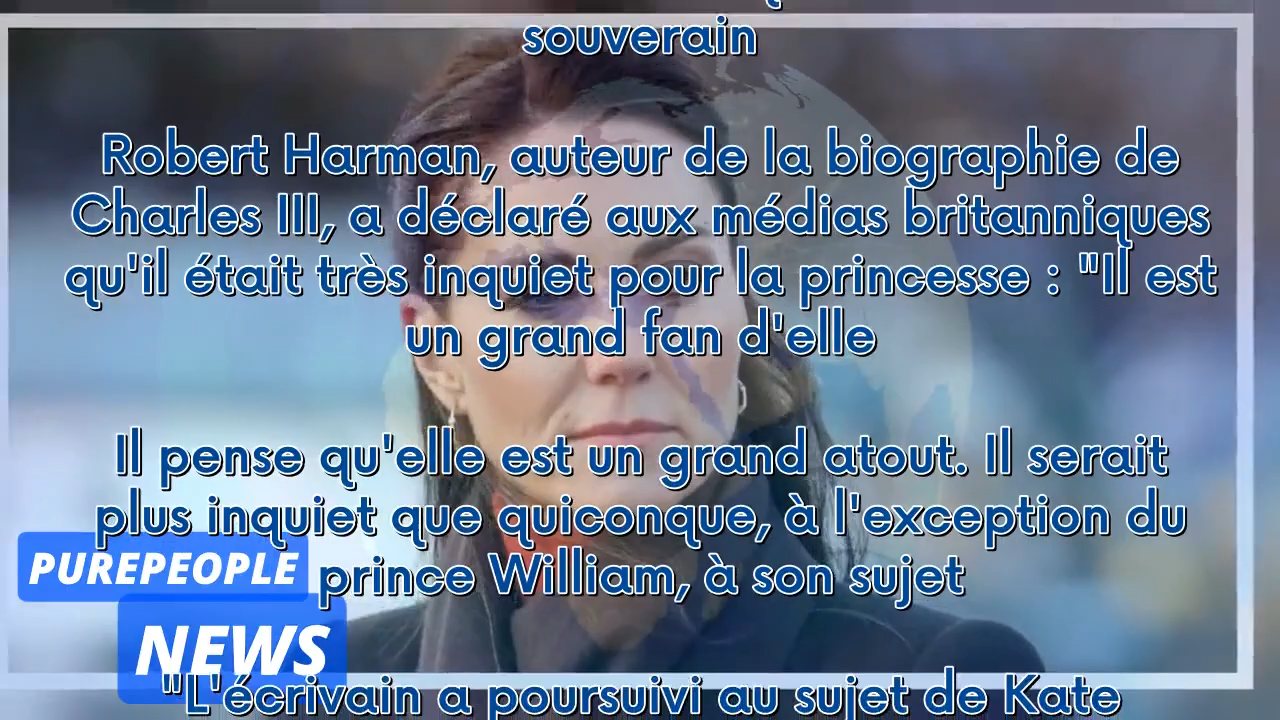 souverain
Robert Harman, auteur de la biographie de
Charles III, a déclaré aux médias britanniques
qu'il était très inquiet pour la princesse : "Il est
un grand fan d'elle
Il pense qu'elle est un grand atout. Il serait
plus inquiet que quiconque, à l'exception du
prince William, à son sujet
"L'écrivain a poursuivi au sujet de Kate
PUREPEOPLE
NEWS